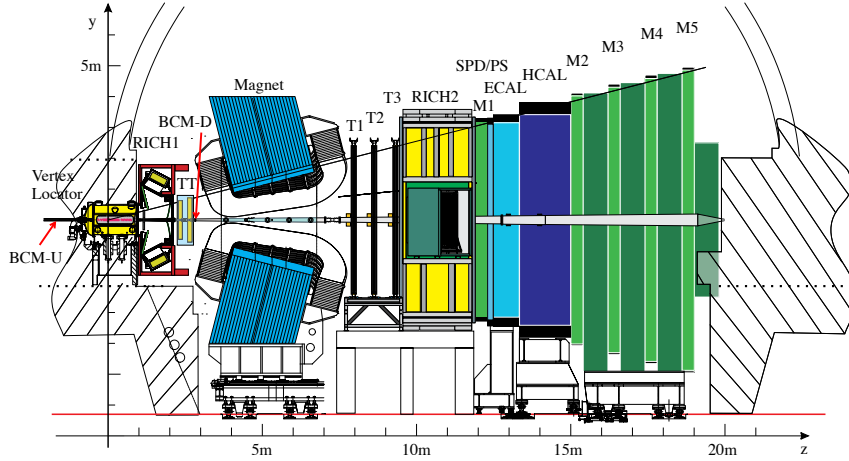 y
5m
Magnet
BCM-D
RICH1
TT
Vertex
Locator
BCM-U
T1
T2
T3
RICH2
SPD/PS
ECAL
HCAL
M1
M2
M3
M4
M5
5m
10m
15m
20m
z